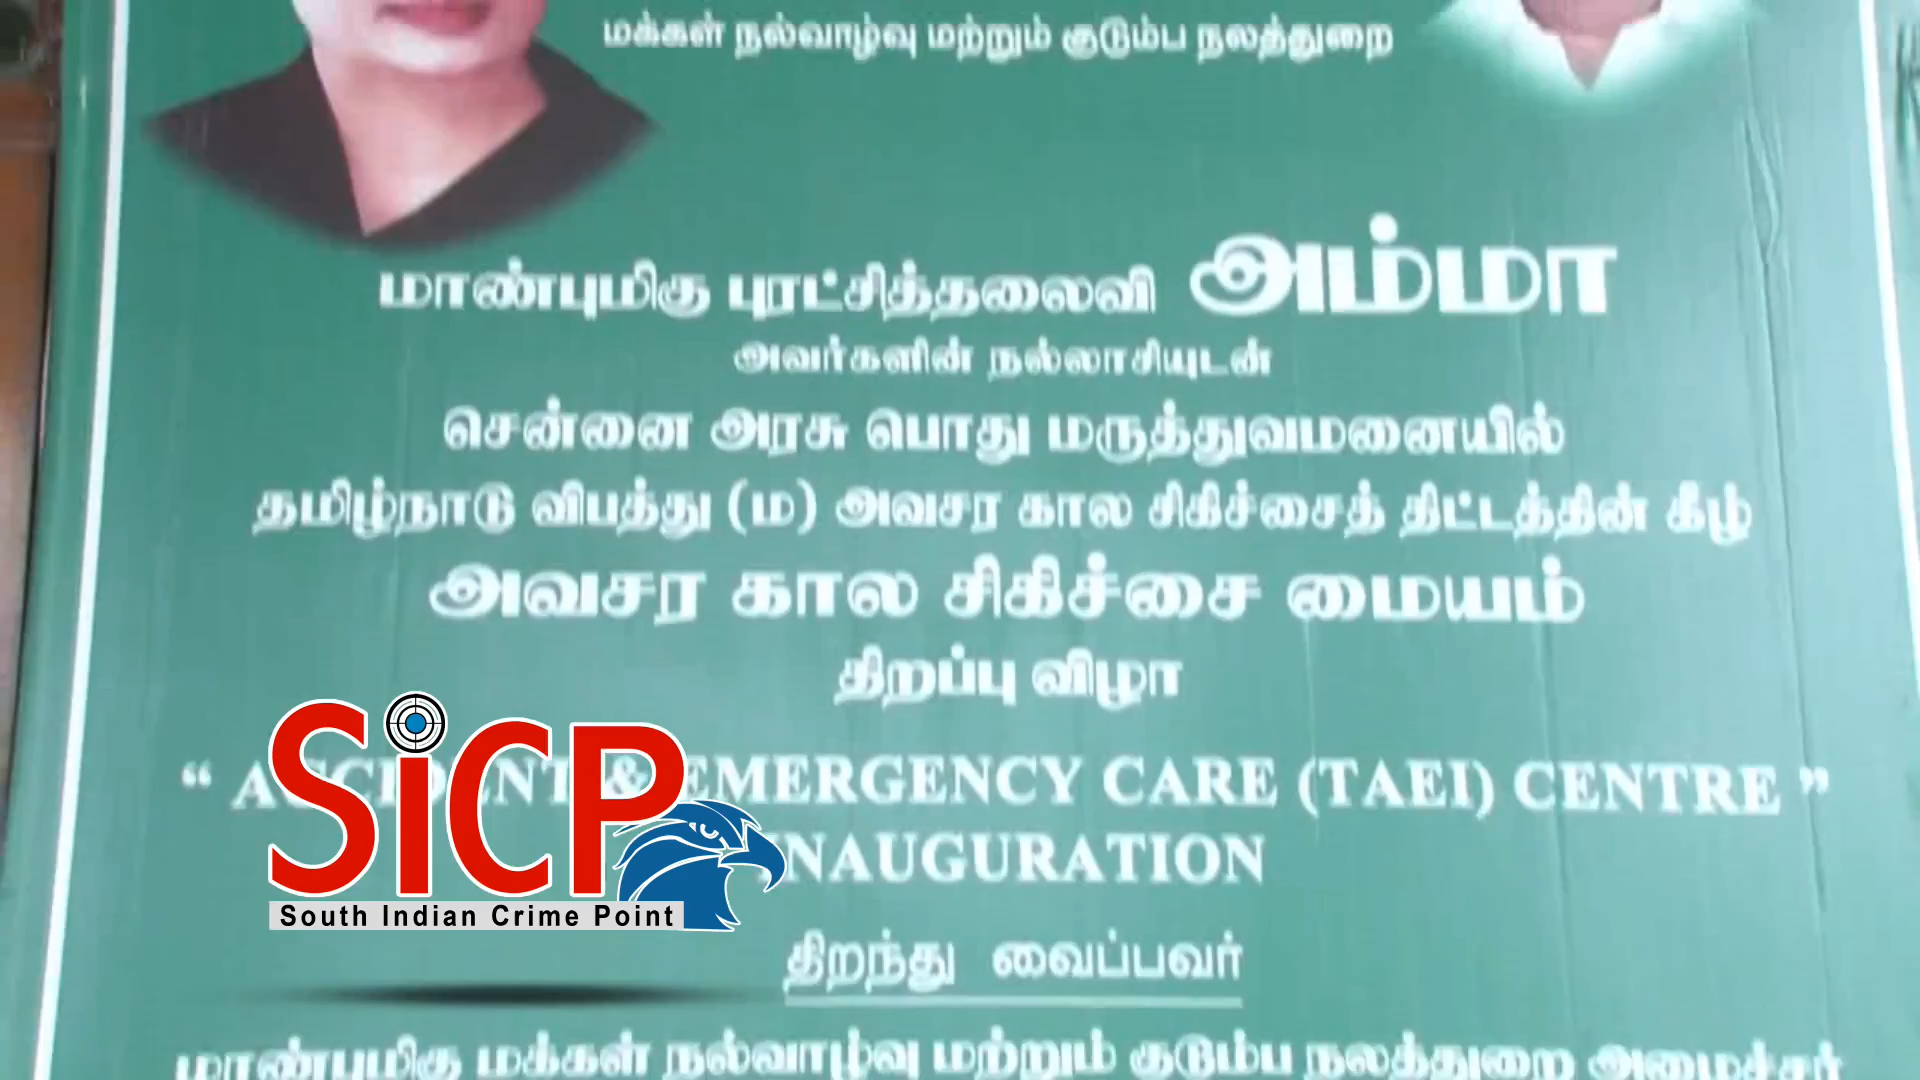 மக்கள் நல்வாழ்வு மற்றும் குடும்ப நலத்துறை
மாண்புமிகு புரட்சித்தலைவி அம்மா
அவர்களின் நல்லாசியுடன்
சென்னை அரசு பொது மருத்துவமனையில்
தமிழ்நாடு விபத்து (ம) அவசர கால சிகிச்சைத் திட்டத்தின் கீழ்
அவசர கால சிகிச்சை மையம்
திறப்பு விழா
“ ACCIDENT & EMERGENCY CARE (TAEI) CENTRE ”
INAUGURATION
SiCP
South Indian Crime Point
திறந்து வைப்பவர்
மாண்புமிகு மக்கள் நல்வாழ்வு மற்றும் குடும்ப நலத்துறை அமைச்சர்